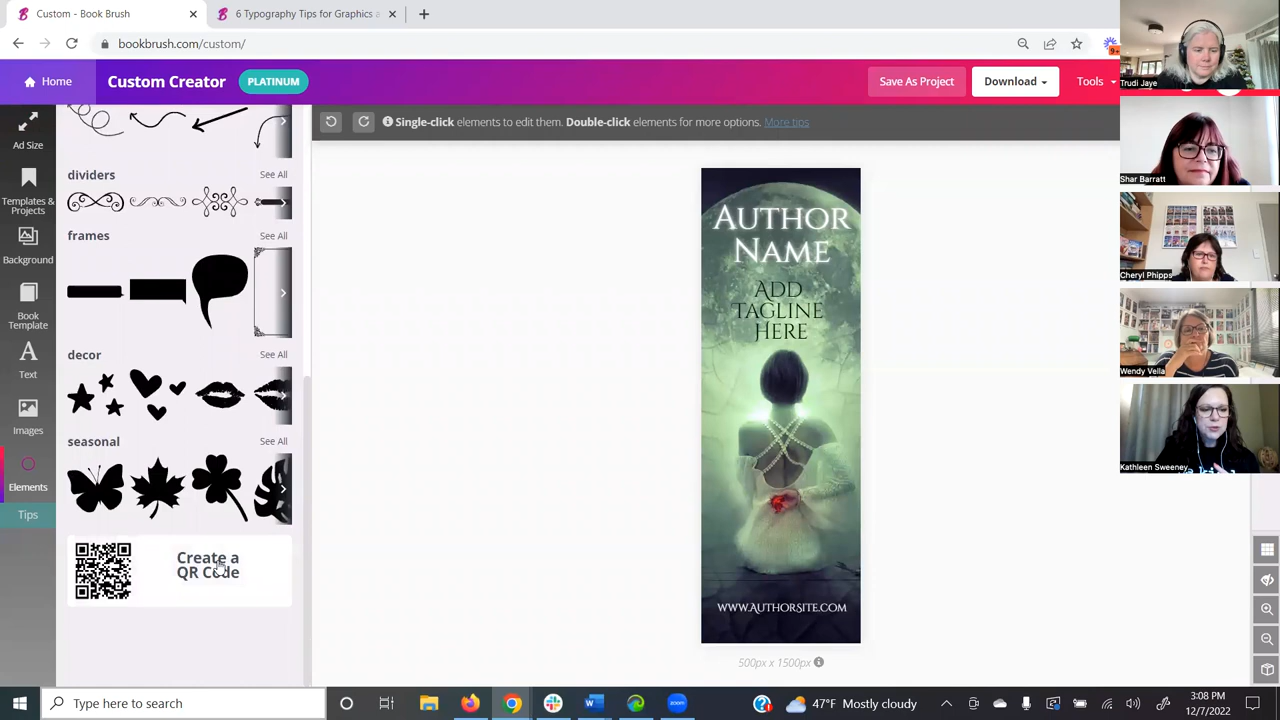 Custom - Book Brush
6 Tips for Graphics a
bookbrush.com/custom/
9+
Home
Custom Creator
PLATINUM
Save As Project
Download
Tools
Single-click elements to edit them. Double-click elements for more options. More tips
Ad Size
Templates &
Projects
Background
Book
Template
Text
Images
Elements
Tips
dividers
See All
frames
See All
decor
See All
seasonal
See All
Create a
QR Code
AUTHOR
NAME
ADD
TAGLINE
HERE
WWW.AUTHORSITE.COM
500px x 1500px
Trudi Jaye
Shar Barratt
Cheryl Phipps
Wendy Vella
Kathleen Sweeney
Type here to search
zoom
47°F Mostly cloudy
3:08 PM
12/7/2022